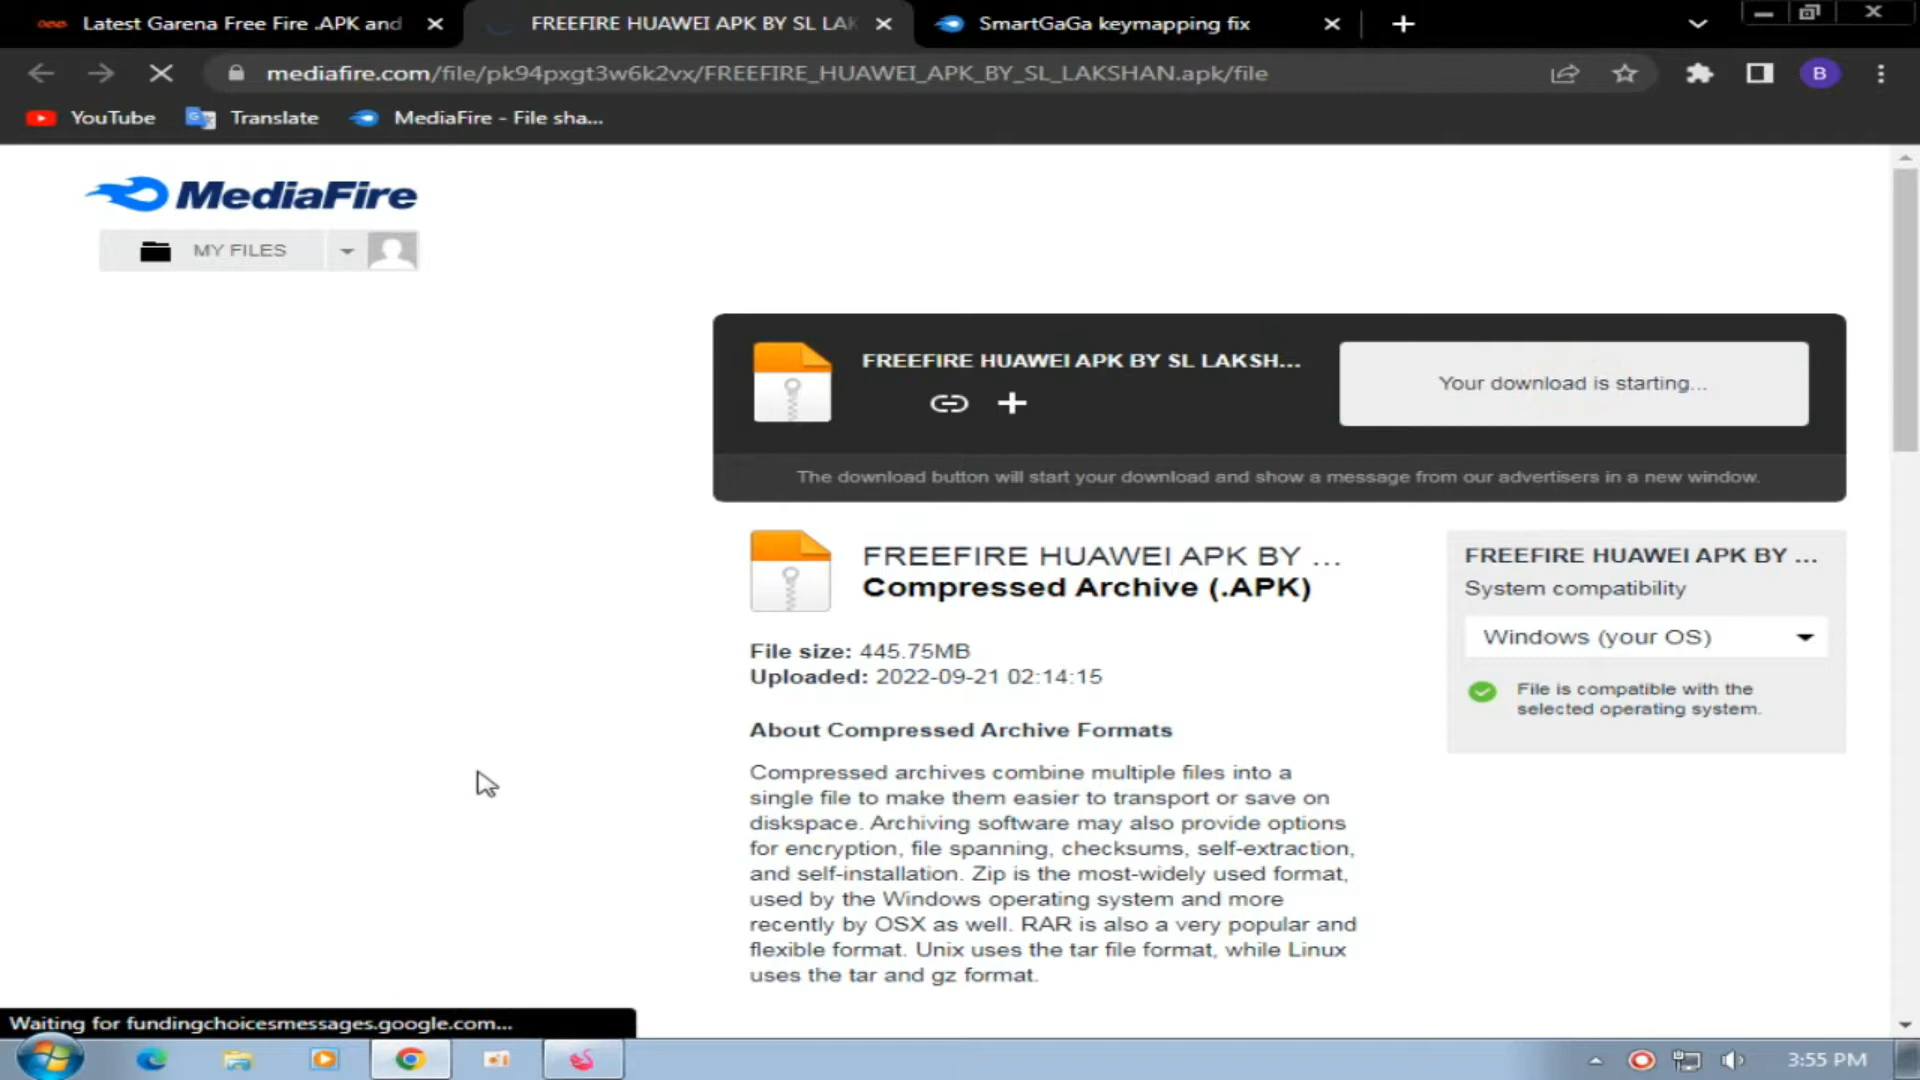 Latest Garena Free Fire .APK and
FREEFIRE HUAWEI APK BY SL LAK
SmartGaGa keymapping fix
mediafire.com/file/pk94pxgt3w6k2vx/FREEFIRE_HUAWEI_APK_BY_SL_LAKSHAN.apk/file
B
YouTube
Translate
MediaFire - File sha...
MediaFire
MY FILES
FREEFIRE HUAWEI APK BY SL LAKSH...
Your download is starting...
The download button will start your download and show a message from our advertisers in a new window.
FREEFIRE HUAWEI APK BY ...
Compressed Archive (.APK)
File size: 445.75MB
Uploaded: 2022-09-21 02:14:15
About Compressed Archive Formats
Compressed archives combine multiple files into a
single file to make them easier to transport or save on
diskspace. Archiving software may also provide options
for encryption, file spanning, checksums, self-extraction,
and self-installation. Zip is the most-widely used format,
used by the Windows operating system and more
recently by OSX as well. RAR is also a very popular and
flexible format. Unix uses the tar file format, while Linux
uses the tar and gz format.
FREEFIRE HUAWEI APK BY ...
System compatibility
Windows (your OS)
File is compatible with the
selected operating system.
Waiting for fundingchoicesmessages.google.com...
3:55 PM